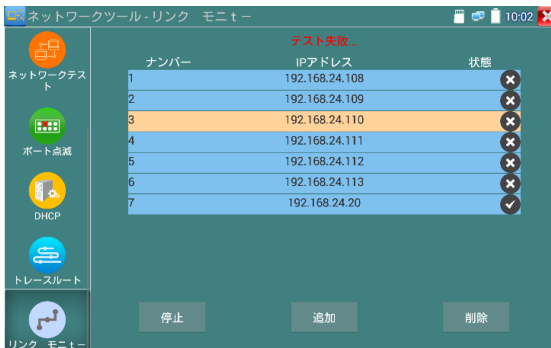 ネットワークツール - リンク　モニｔー
10:02
テスト失敗...
ナンバー IPアドレス 状態
1 192.168.24.108
2 192.168.24.109
3 192.168.24.110
4 192.168.24.111
5 192.168.24.112
6 192.168.24.113
7 192.168.24.20
ネットワークテス
ト
ポート点滅
DHCP
トレースルート
リンク　モニｔー
停止 追加 削除